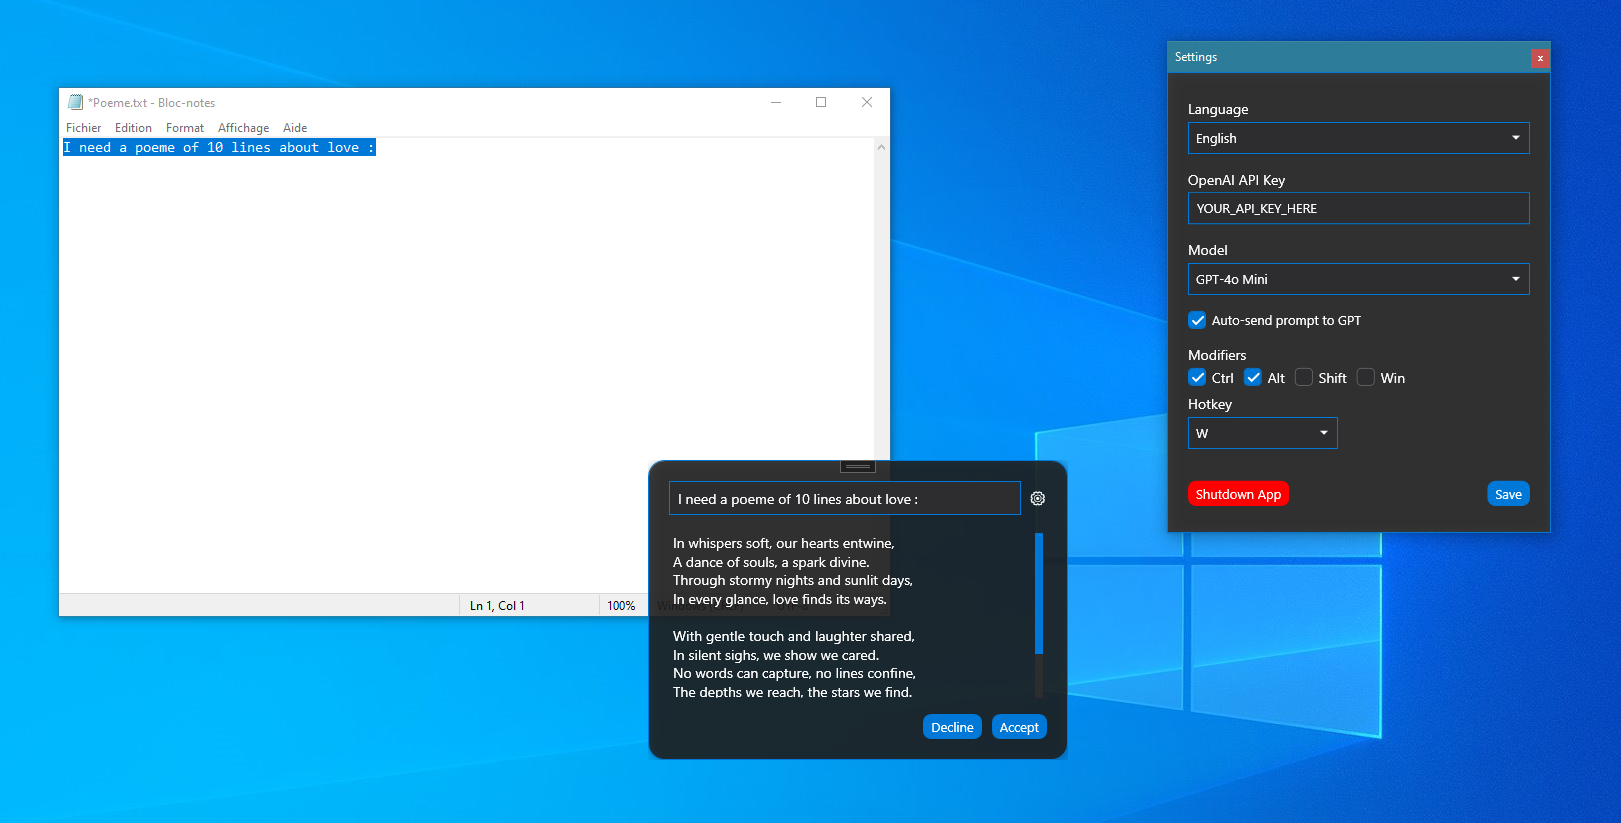 *Poeme.txt - Bloc-notes
Fichier Edition Format Affichage Aide
I need a poeme of 10 lines about love :
Ln 1, Col 1 100%
I need a poeme of 10 lines about love :
In whispers soft, our hearts entwine,
A dance of souls, a spark divine.
Through stormy nights and sunlit days,
In every glance, love finds its ways.
With gentle touch and laughter shared,
In silent sighs, we show we cared.
No words can capture, no lines confine,
The depths we reach, the stars we find.
Decline Accept
Settings
x
Language
English
OpenAI API Key
YOUR_API_KEY_HERE
Model
GPT-4o Mini
Auto-send prompt to GPT
Modifiers
Ctrl Alt Shift Win
Hotkey
W
Shutdown App Save